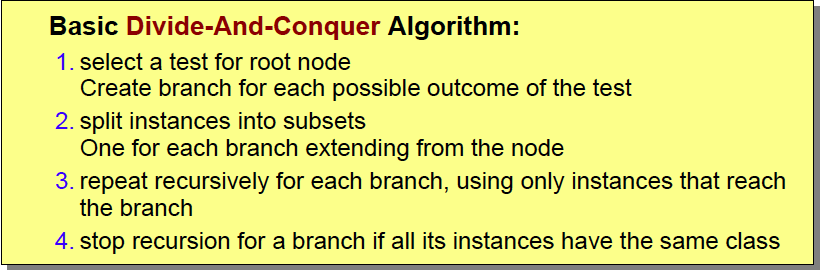 Basic Divide-And-Conquer Algorithm:
1. select a test for root node
Create branch for each possible outcome of the test
2. split instances into subsets
One for each branch extending from the node
3. repeat recursively for each branch, using only instances that reach
the branch
4. stop recursion for a branch if all its instances have the same class